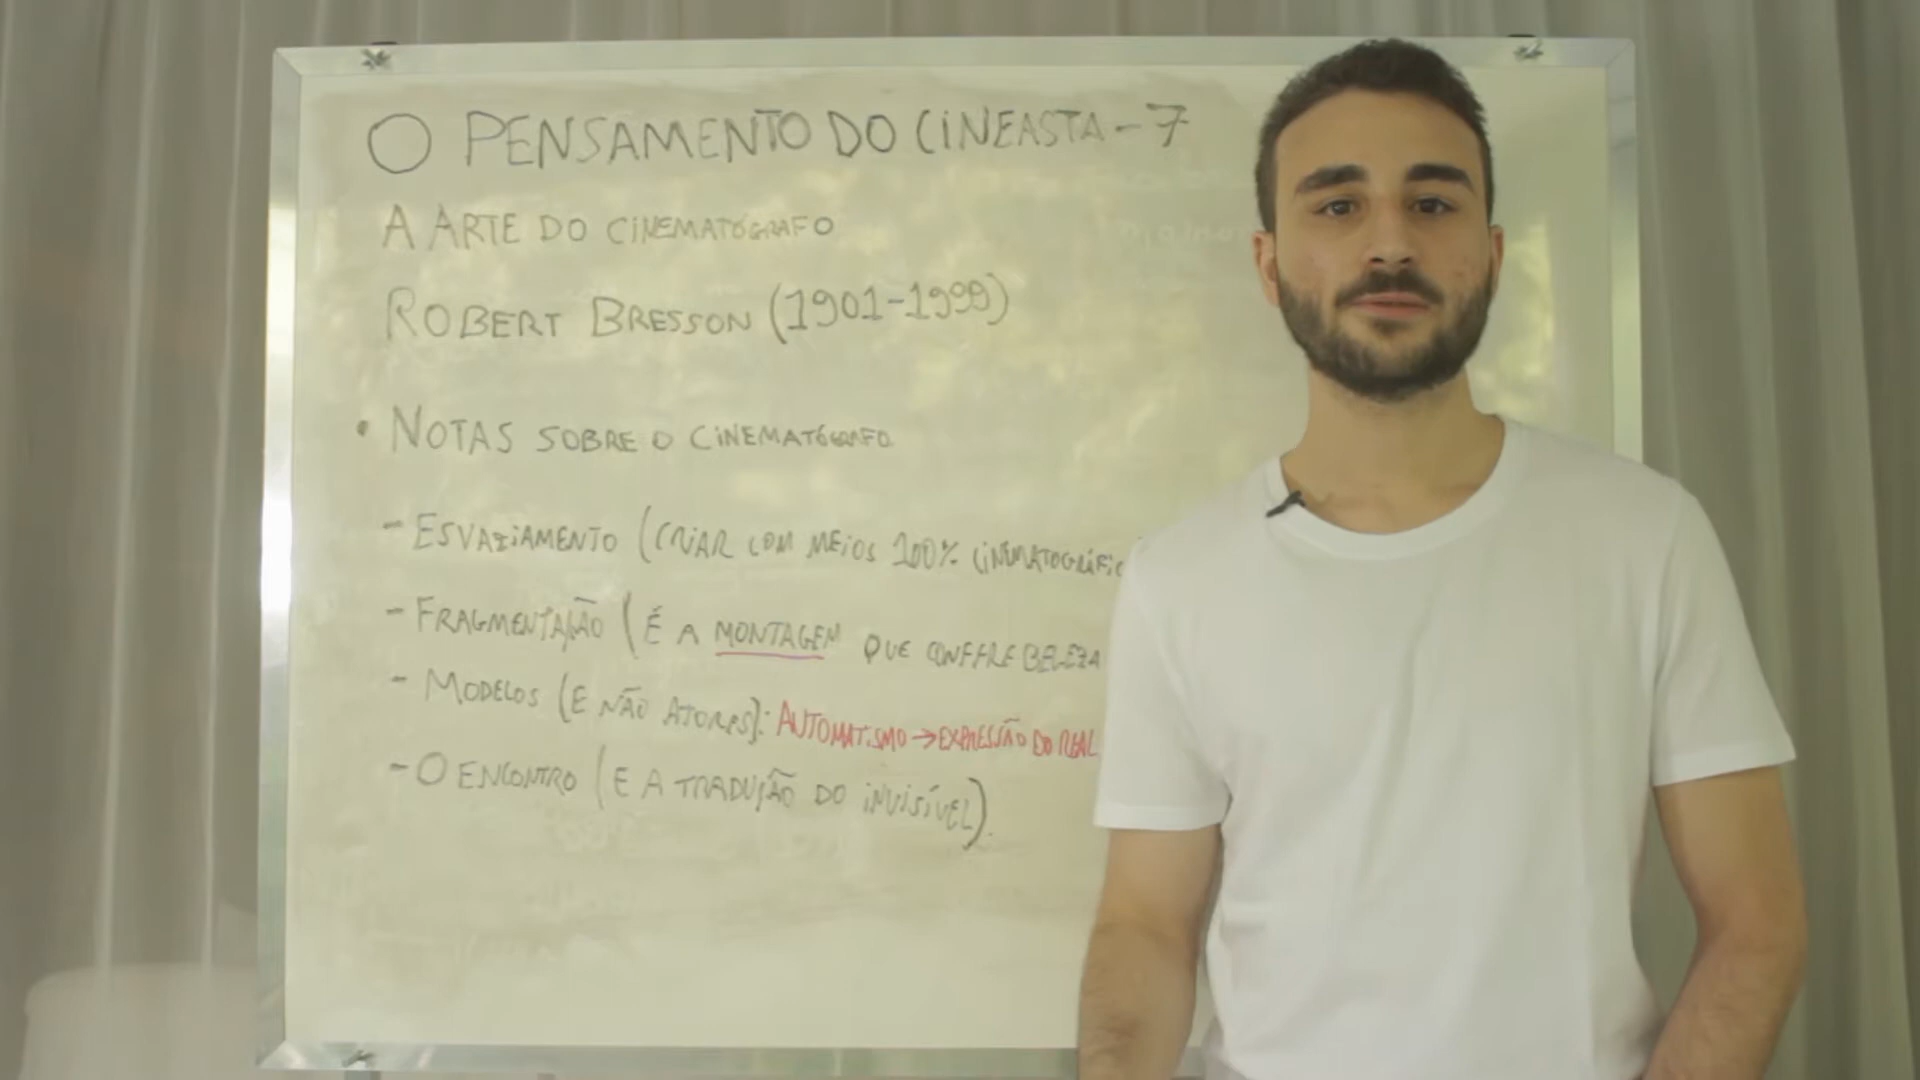 O PENSAMENTO DO CINEASTA - 7
A ARTE DO CINEMATÓGRAFO
ROBERT BRESSON (1901-1999)
• NOTAS SOBRE O CINEMATÓGRAFO
- ESVAZIAMENTO (CRIAR COM MEIOS 100% CINEMATOGRÁFIC
- FRAGMENTAÇÃO (É A MONTAGEM QUE CONFERE BELEZA
- MODELOS (E NÃO ATORES): AUTOMATISMO → EXPRESSÃO DO REAL
- O ENCONTRO (E A TRADUÇÃO DO INVISÍVEL).